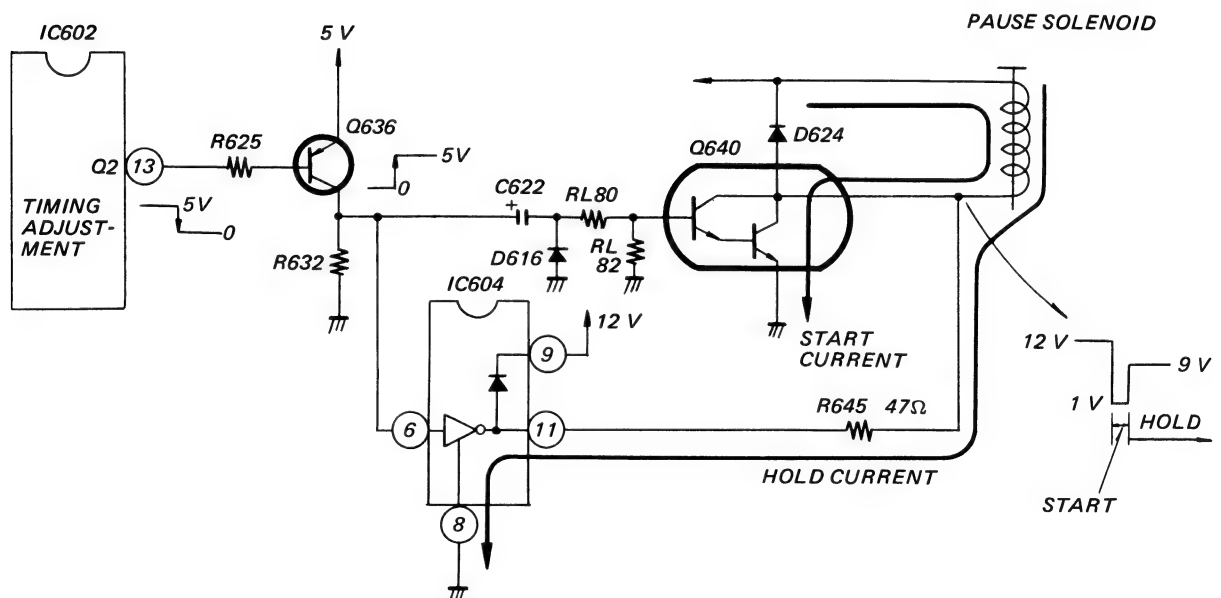 PAUSE SOLENOID
IC602
5 V
Q636
R625
Q2
13
5V
0
TIMING
ADJUST-
MENT
5V
0
R632
C622
+
RL80
D616
RL
82
Q640
D624
START
CURRENT
IC604
12 V
9
6
11
8
R645 47Ω
HOLD CURRENT
12 V
9 V
1 V
HOLD
START